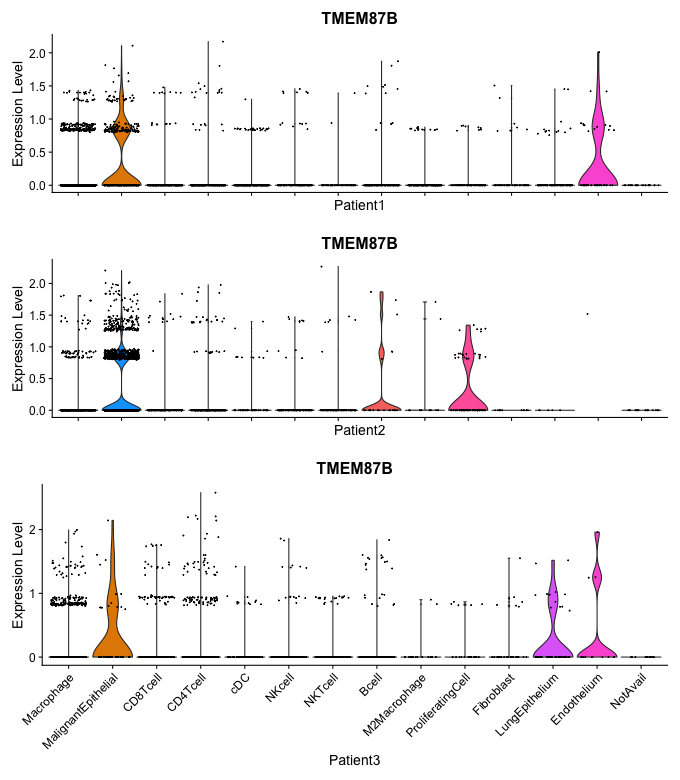 TMEM87B
Expression Level
2.0
1.5
1.0
0.5
0.0
Patient1
TMEM87B
Expression Level
2.0
1.5
1.0
0.5
0.0
Patient2
TMEM87B
Expression Level
2
1
0
Macrophage
MalignantEpithelial
CD8Tcell
CD4Tcell
cDC
NKcell
NKTcell
Bcell
M2Macrophage
ProliferatingCell
Fibroblast
LungEpithelium
Endothelium
NotAvail
Patient3